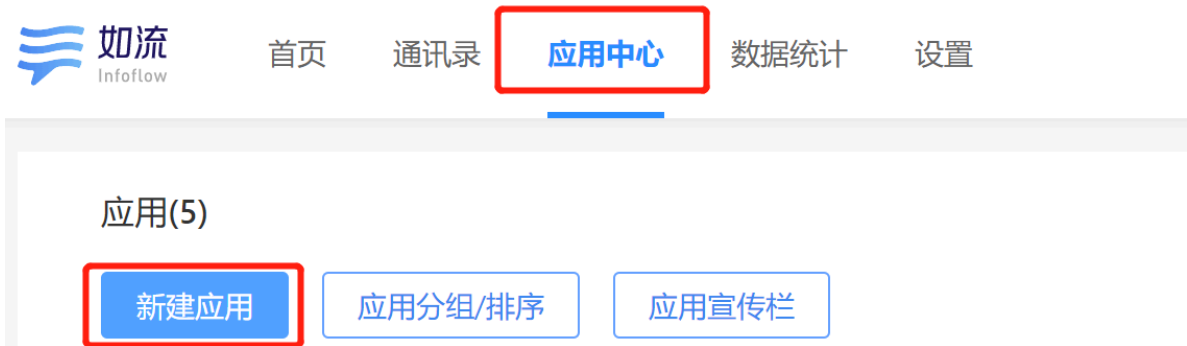 如流
Infoflow
首页 通讯录 应用中心 数据统计 设置
应用(5)
新建应用 应用分组/排序 应用宣传栏